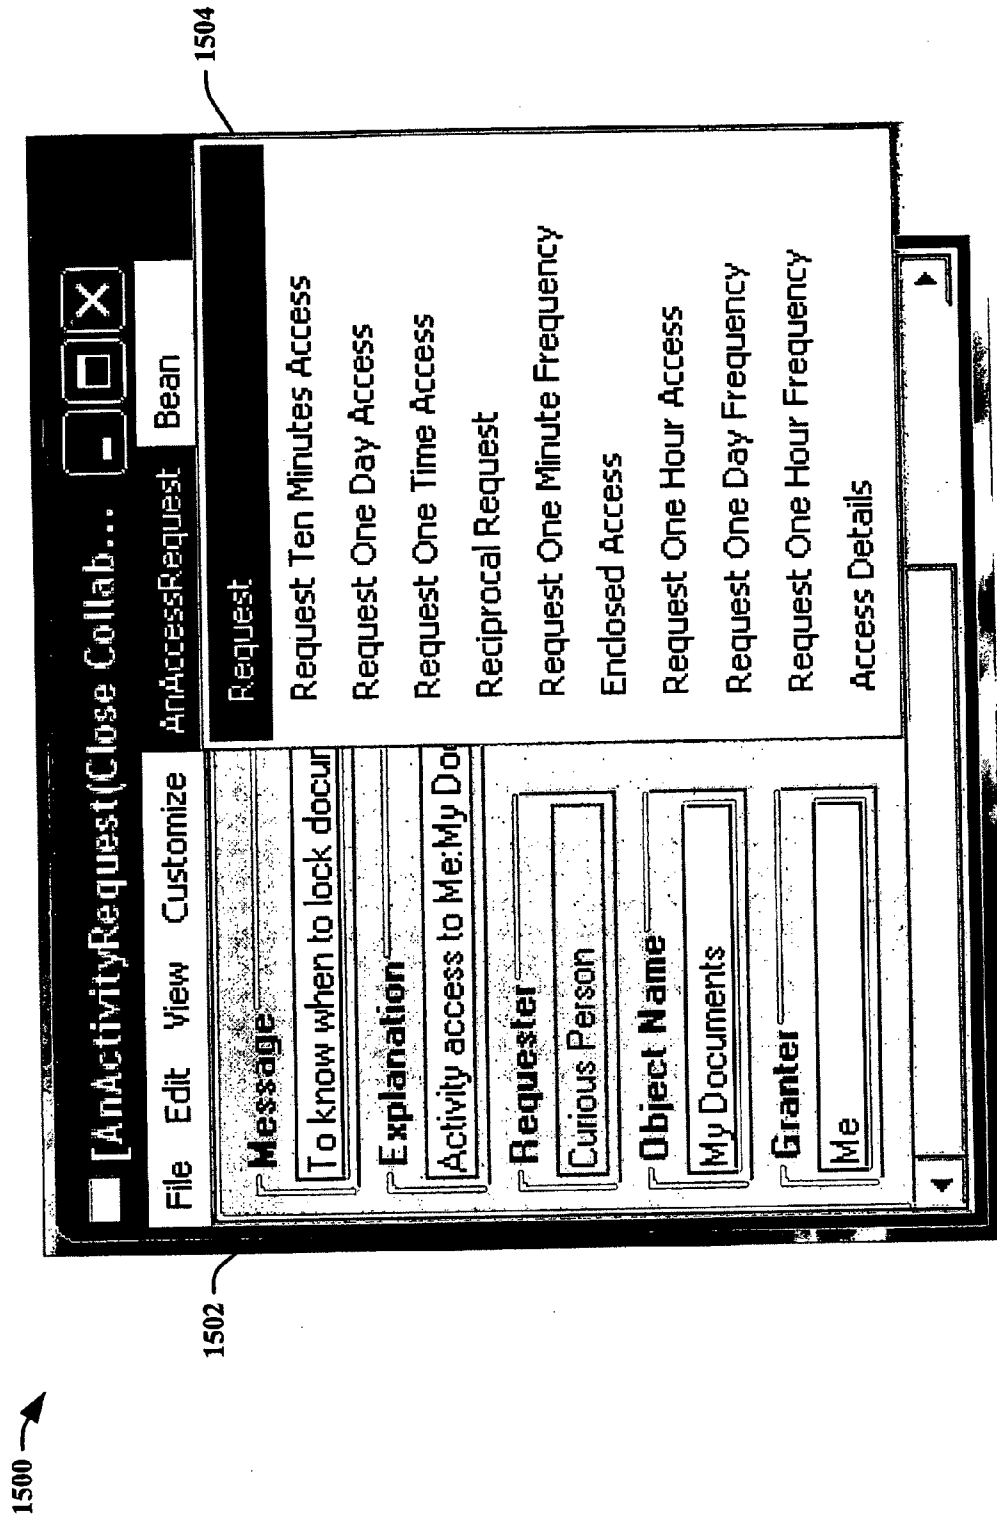 1500
1502
1504
[AnActivityRequest(Close Collab...
File Edit View Customize AnAccessRequest Bean
Message
To know when to lock docur
Explanation
Activity access to Me:My Do
Requester
Curious Person
Object Name
My Documents
Granter
Me
Request
Request Ten Minutes Access
Request One Day Access
Request One Time Access
Reciprocal Request
Request One Minute Frequency
Enclosed Access
Request One Hour Access
Request One Day Frequency
Request One Hour Frequency
Access Details